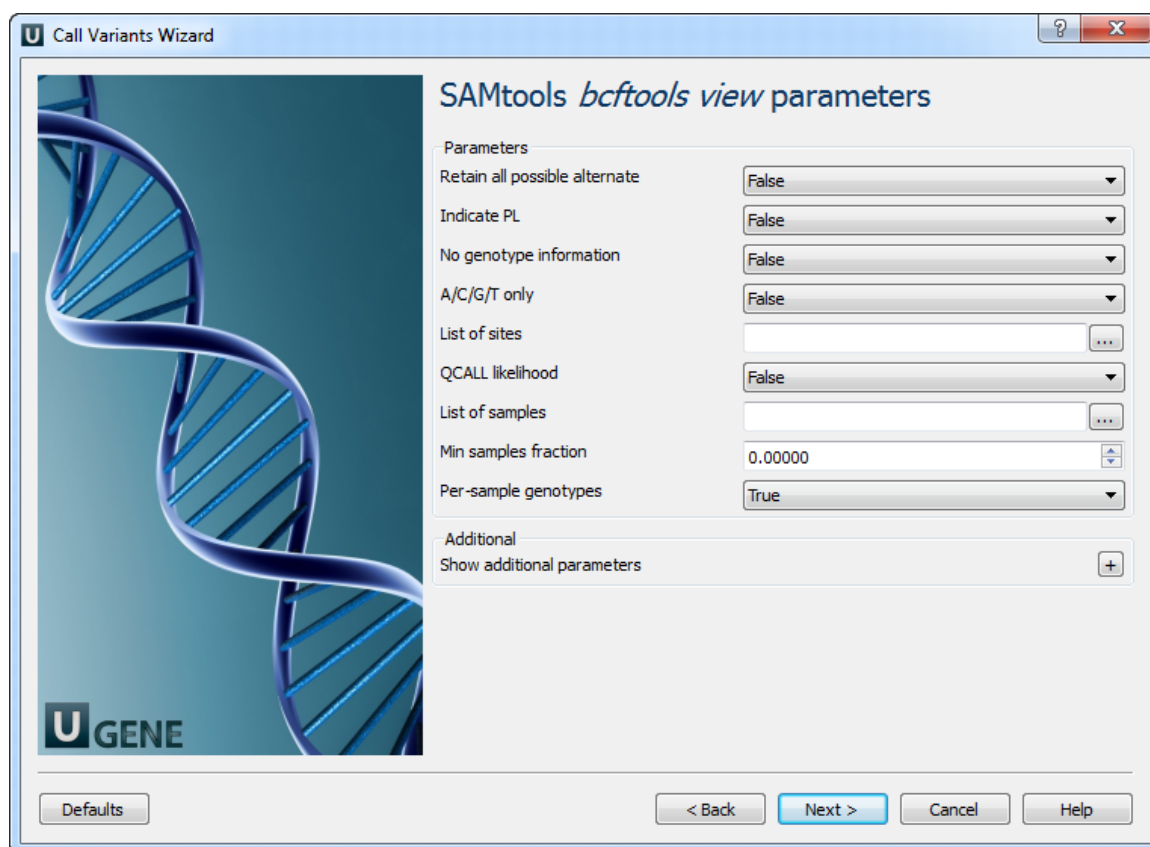 U Call Variants Wizard
SAMtools bcftools view parameters
Parameters
Retain all possible alternate False
Indicate PL False
No genotype information False
A/C/G/T only False
List of sites ...
QCALL likelihood False
List of samples ...
Min samples fraction 0.00000
Per-sample genotypes True
Additional
Show additional parameters +
U GENE
Defaults < Back Next > Cancel Help